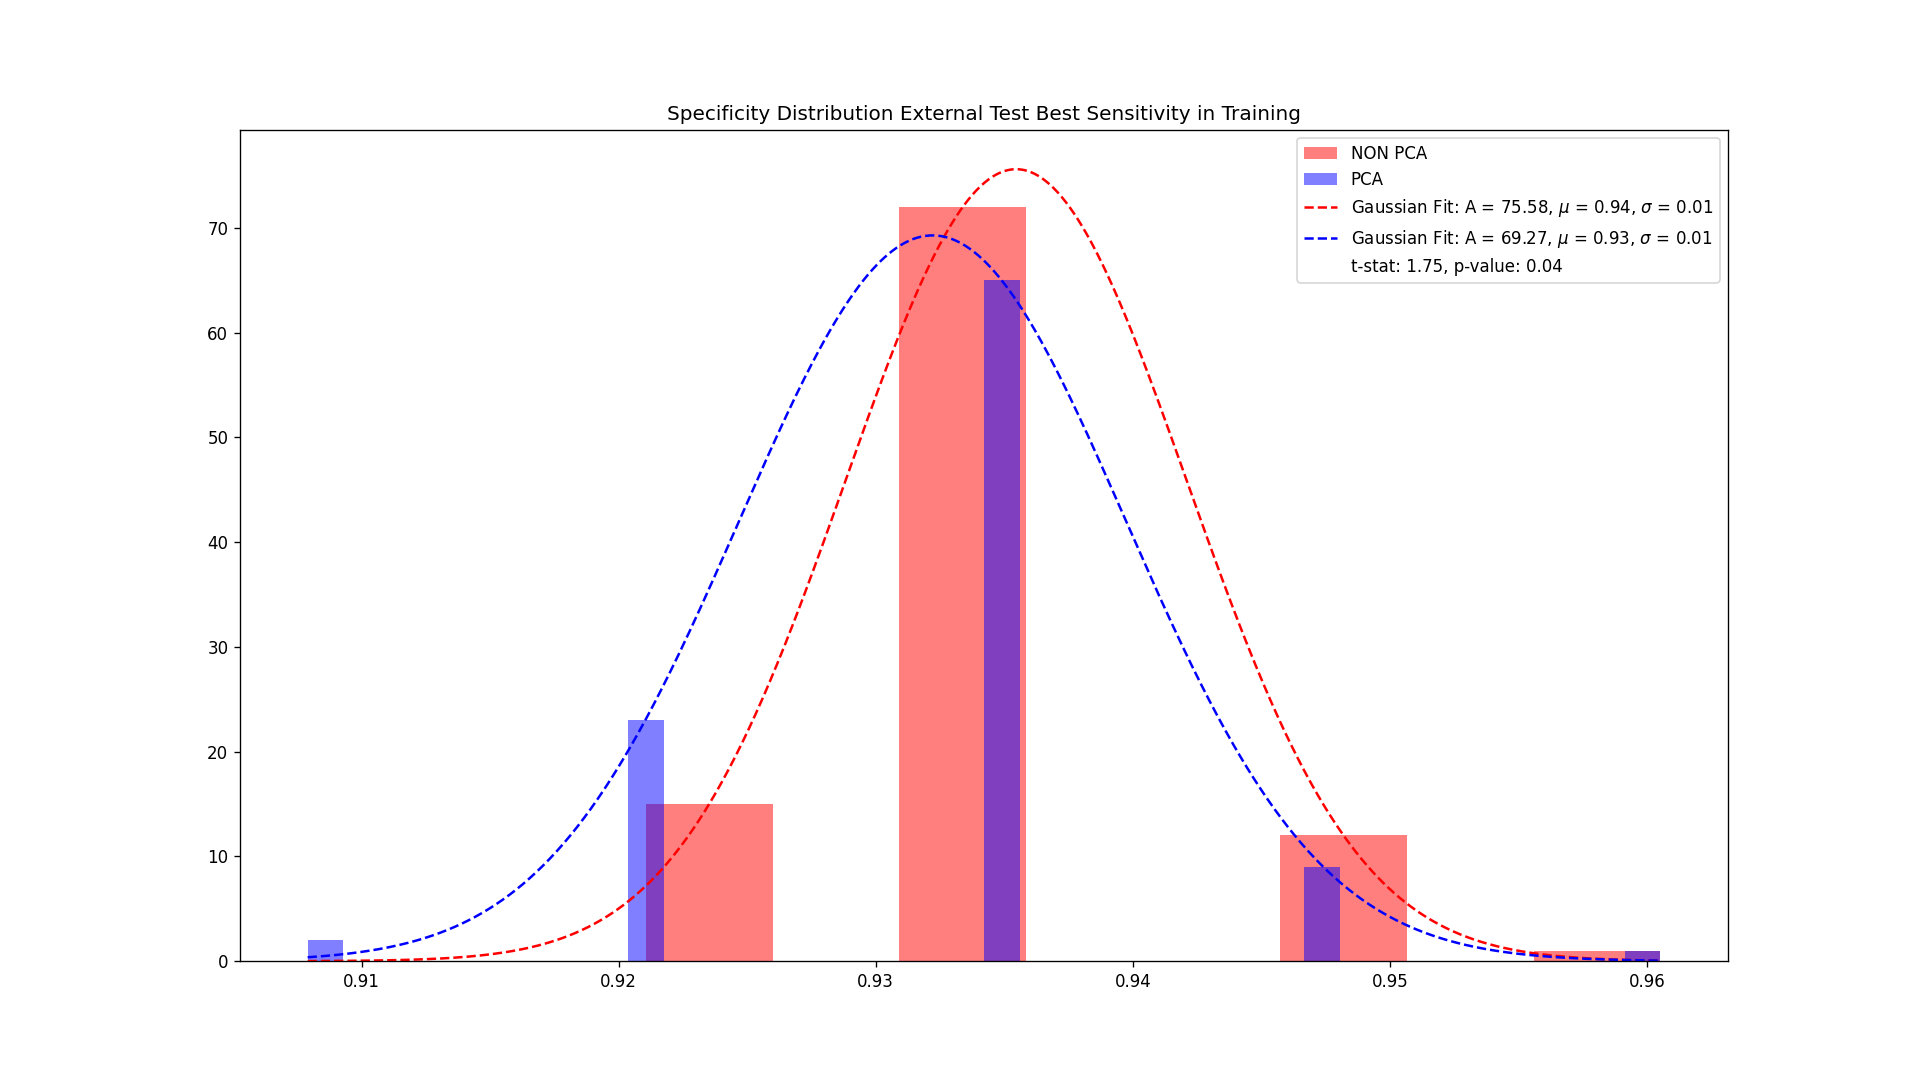 Specificity Distribution External Test Best Sensitivity in Training
NON PCA
PCA
Gaussian Fit: A = 75.58, μ = 0.94, σ = 0.01
Gaussian Fit: A = 69.27, μ = 0.93, σ = 0.01
t-stat: 1.75, p-value: 0.04
70
60
50
40
30
20
10
0
0.91 0.92 0.93 0.94 0.95 0.96